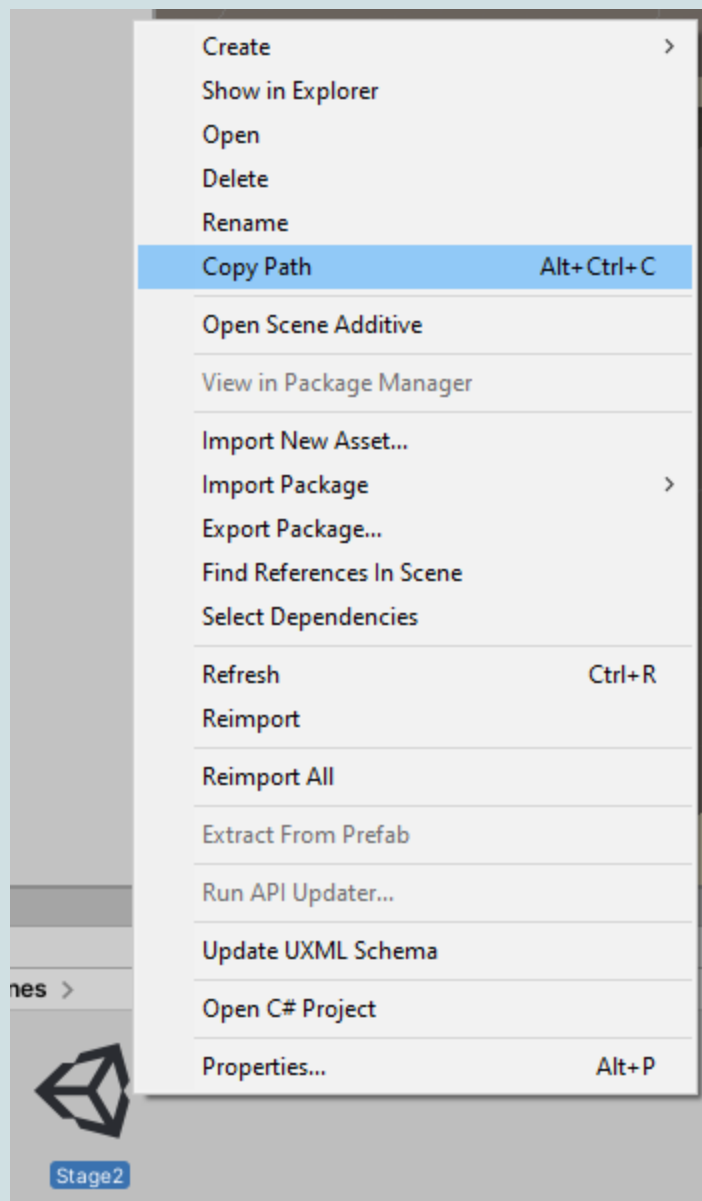 Create
Show in Explorer
Open
Delete
Rename
Copy Path Alt+Ctrl+C
Open Scene Additive
View in Package Manager
Import New Asset...
Import Package
Export Package...
Find References In Scene
Select Dependencies
Refresh Ctrl+R
Reimport
Reimport All
Extract From Prefab
Run API Updater...
Update UXML Schema
Open C# Project
Properties... Alt+P
Stage2